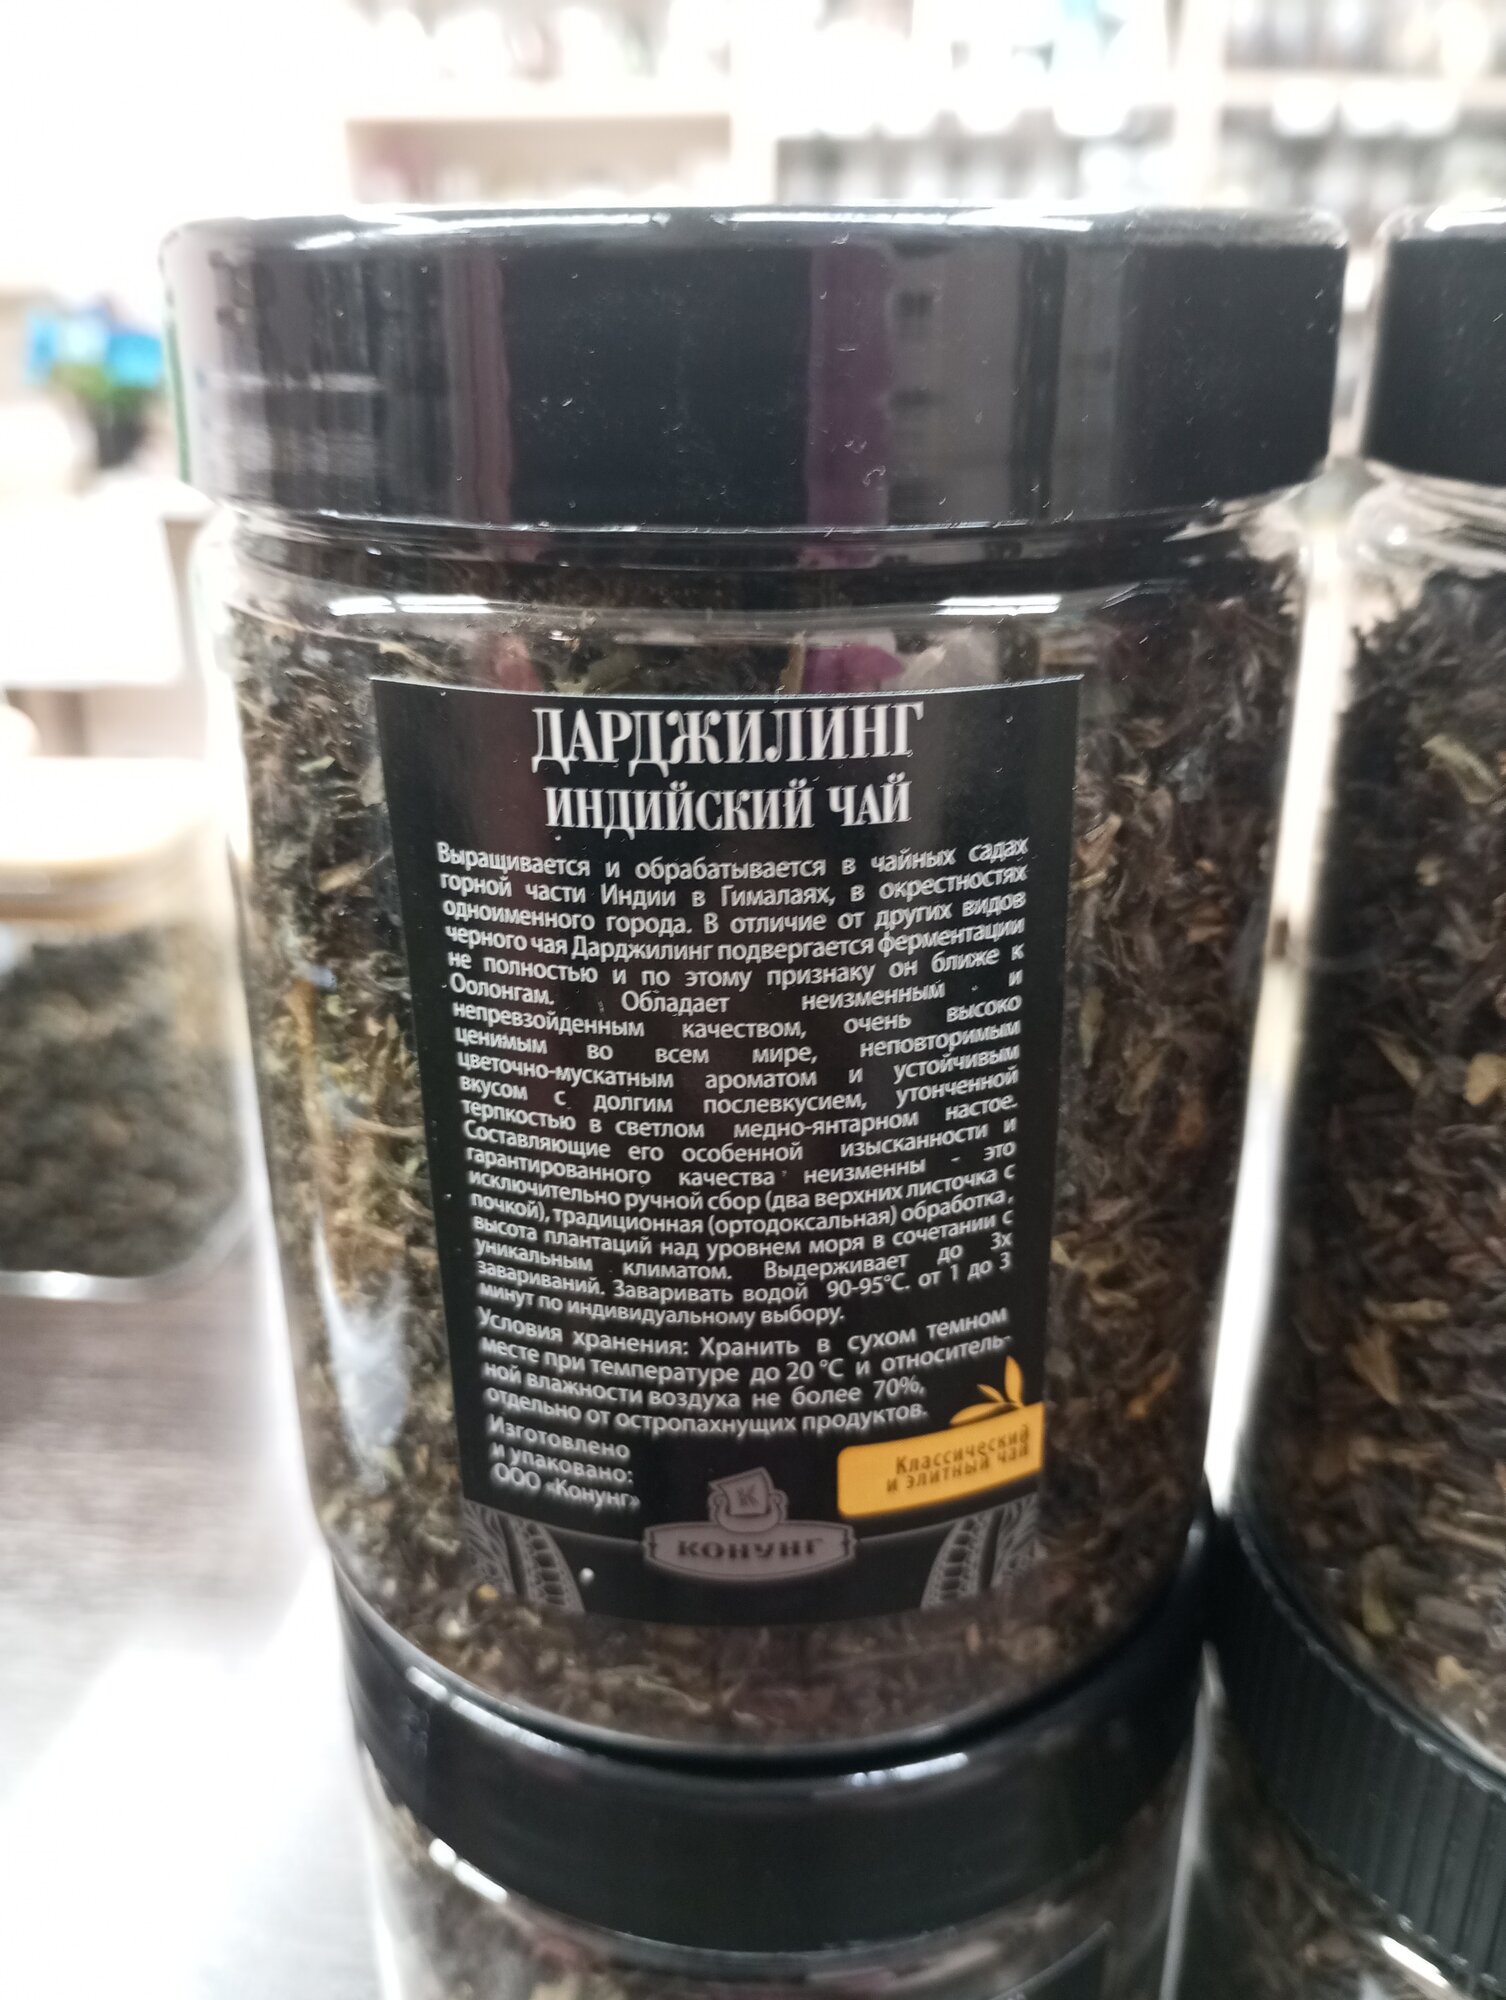 ДАРДЖИЛИНГ
ИНДИЙСКИЙ ЧАЙ
Выращивается и обрабатывается в чайных садах
горной части Индии в Гималаях, в окрестностях
одноименного города. В отличие от других видов
черного чая Дарджилинг подвергается ферментации
не полностью и по этому признаку он ближе к
Оолонгам. Обладает неизменным и
непревзойденным качеством, очень высоко
ценимым во всем мире, неповторимым
цветочно-мускатным ароматом и устойчивым
вкусом с долгим послевкусием, утонченной
терпкостью в светлом медно-янтарном настое.
Составляющие его особенной изысканности и
гарантированного качества неизменны - это
исключительно ручной сбор (два верхних листочка с
почкой), традиционная (ортодоксальная) обработка,
высота плантаций над уровнем моря в сочетании с
уникальным климатом. Выдерживает до 3х
завариваний. Заваривать водой 90-95°С. от 1 до 3
минут по индивидуальному выбору.
Условия хранения: Хранить в сухом темном
месте при температуре до 20 °С и относитель-
ной влажности воздуха не более 70%,
отдельно от остропахнущих продуктов.
Изготовлено
и упаковано:
ООО «Конунг»
Классический
и элитный чай
К
КОНУНГ